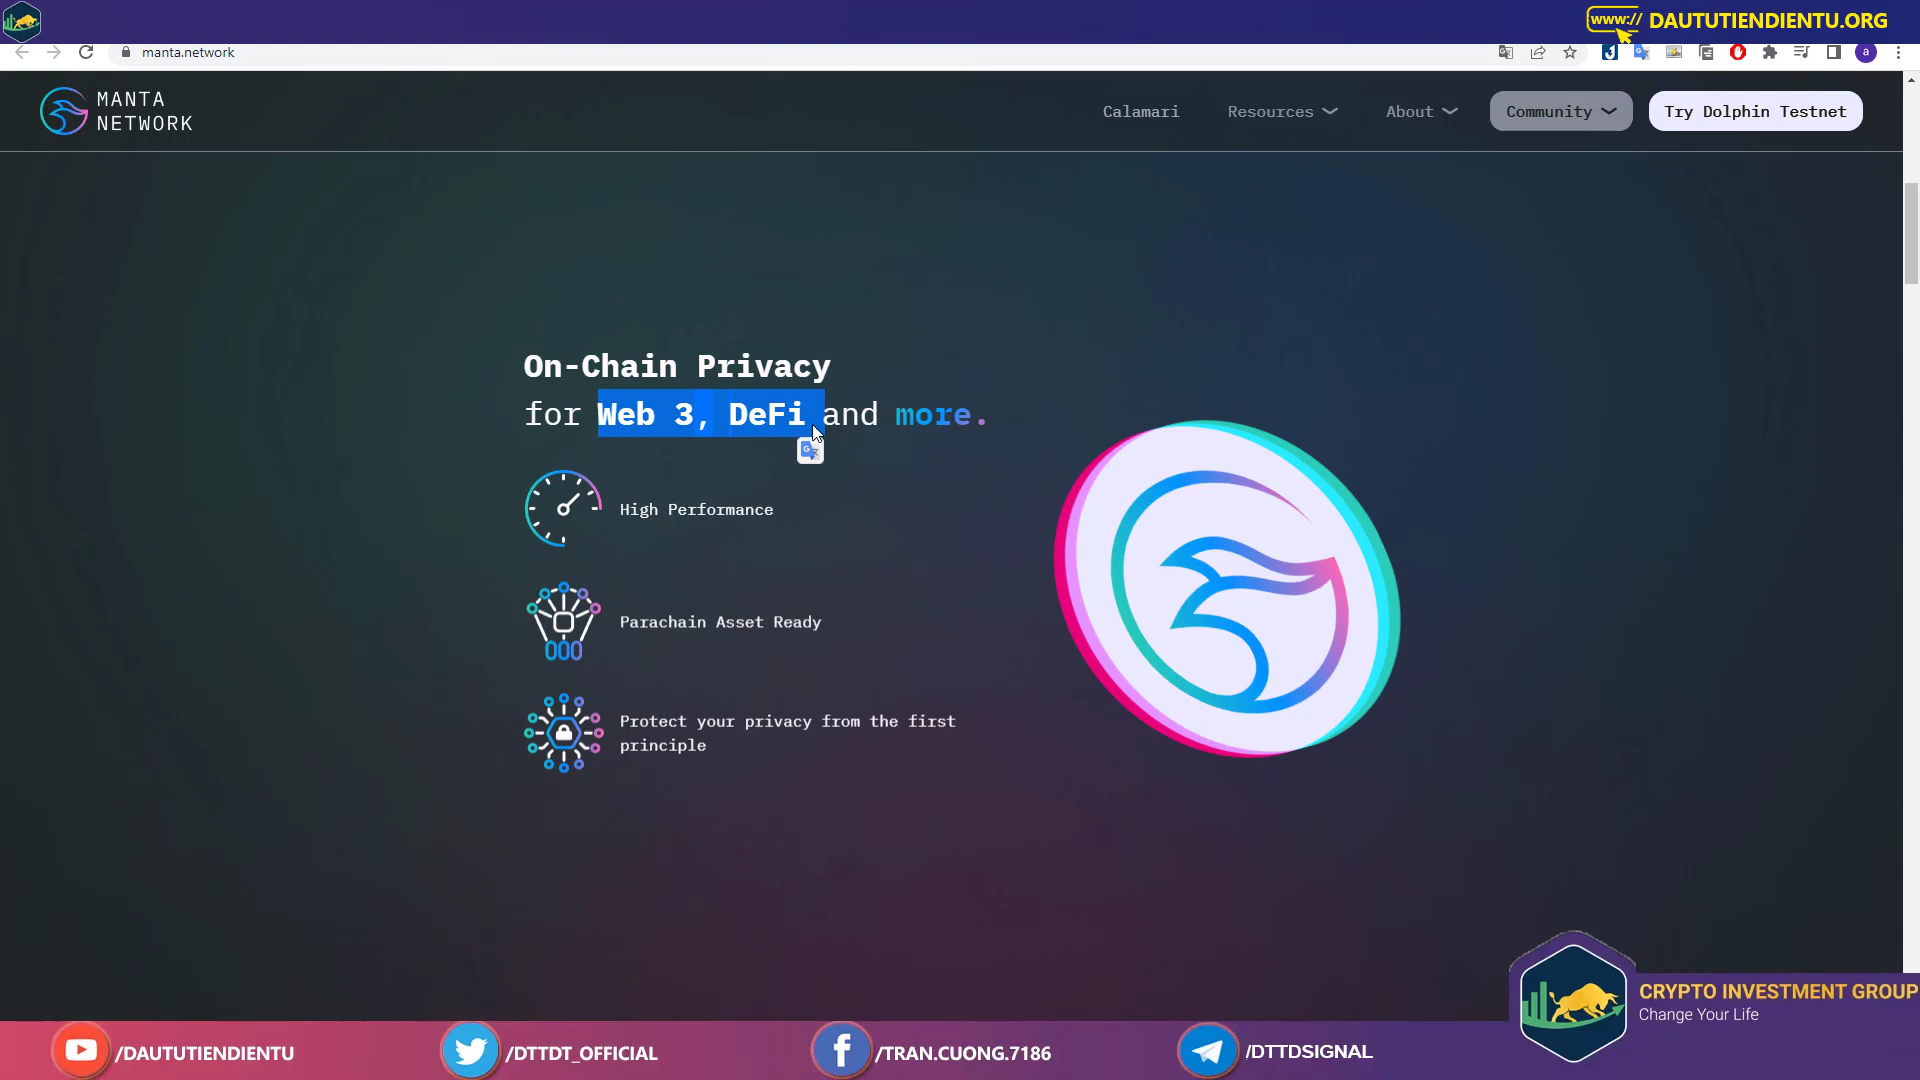 www://
DAUTUTIENDIENTU.ORG
manta.network
a
MANTA
NETWORK
Calamari
Resources
About
Community
Try Dolphin Testnet
On-Chain Privacy
for Web 3, DeFi and more.
High Performance
Parachain Asset Ready
Protect your privacy from the first
principle
CRYPTO INVESTMENT GROUP
Change Your Life
/DAUTUTIENDIENTU
/DTTDT_OFFICIAL
/TRAN.CUONG.7186
/DTTDSIGNAL